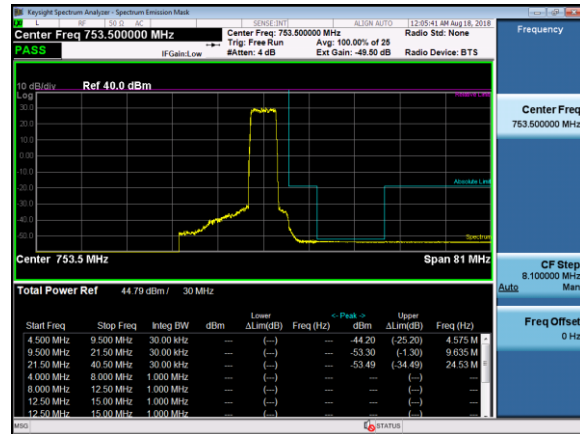 Keysight Spectrum Analyzer - Spectrum Emission Mask
L RF 50 Ω AC SENSE:INT ALIGN AUTO 12:05:41 AM Aug 18, 2018
Center Freq 753.500000 MHz Center Freq: 753.500000 MHz Radio Std: None
Trig: Free Run Avg: 100.00% of 25
PASS IFGain:Low #Atten: 4 dB Ext Gain: -49.50 dB Radio Device: BTS
10 dB/div Ref 40.0 dBm
Log
30.0
20.0
10.0
0.00
-10.0
-20.0
-30.0
-40.0
-50.0
Absolute Limit
Spectrum
Center 753.5 MHz Span 81 MHz
Total Power Ref 44.79 dBm / 30 MHz
Lower <- Peak -> Upper
Start Freq Stop Freq Integ BW dBm ΔLim(dB) Freq (Hz) dBm ΔLim(dB) Freq (Hz)
4.500 MHz 9.500 MHz 30.00 kHz --- (---) --- -44.20 (-25.20) 4.575 M
9.500 MHz 21.50 MHz 30.00 kHz --- (---) --- -53.30 (-1.30) 9.635 M
21.50 MHz 40.50 MHz 30.00 kHz --- (---) --- -53.49 (-34.49) 24.53 M
4.000 MHz 8.000 MHz 1.000 MHz --- (---) --- --- (---) ---
8.000 MHz 12.50 MHz 1.000 MHz --- (---) --- --- (---) ---
12.50 MHz 15.00 MHz 1.000 MHz --- (---) --- --- (---) ---
12.50 MHz 15.00 MHz 1.000 MHz --- (---) --- --- (---) ---
MSG STATUS
Frequency
Center Freq
753.500000 MHz
CF Step
8.100000 MHz
Auto Man
Freq Offset
0 Hz